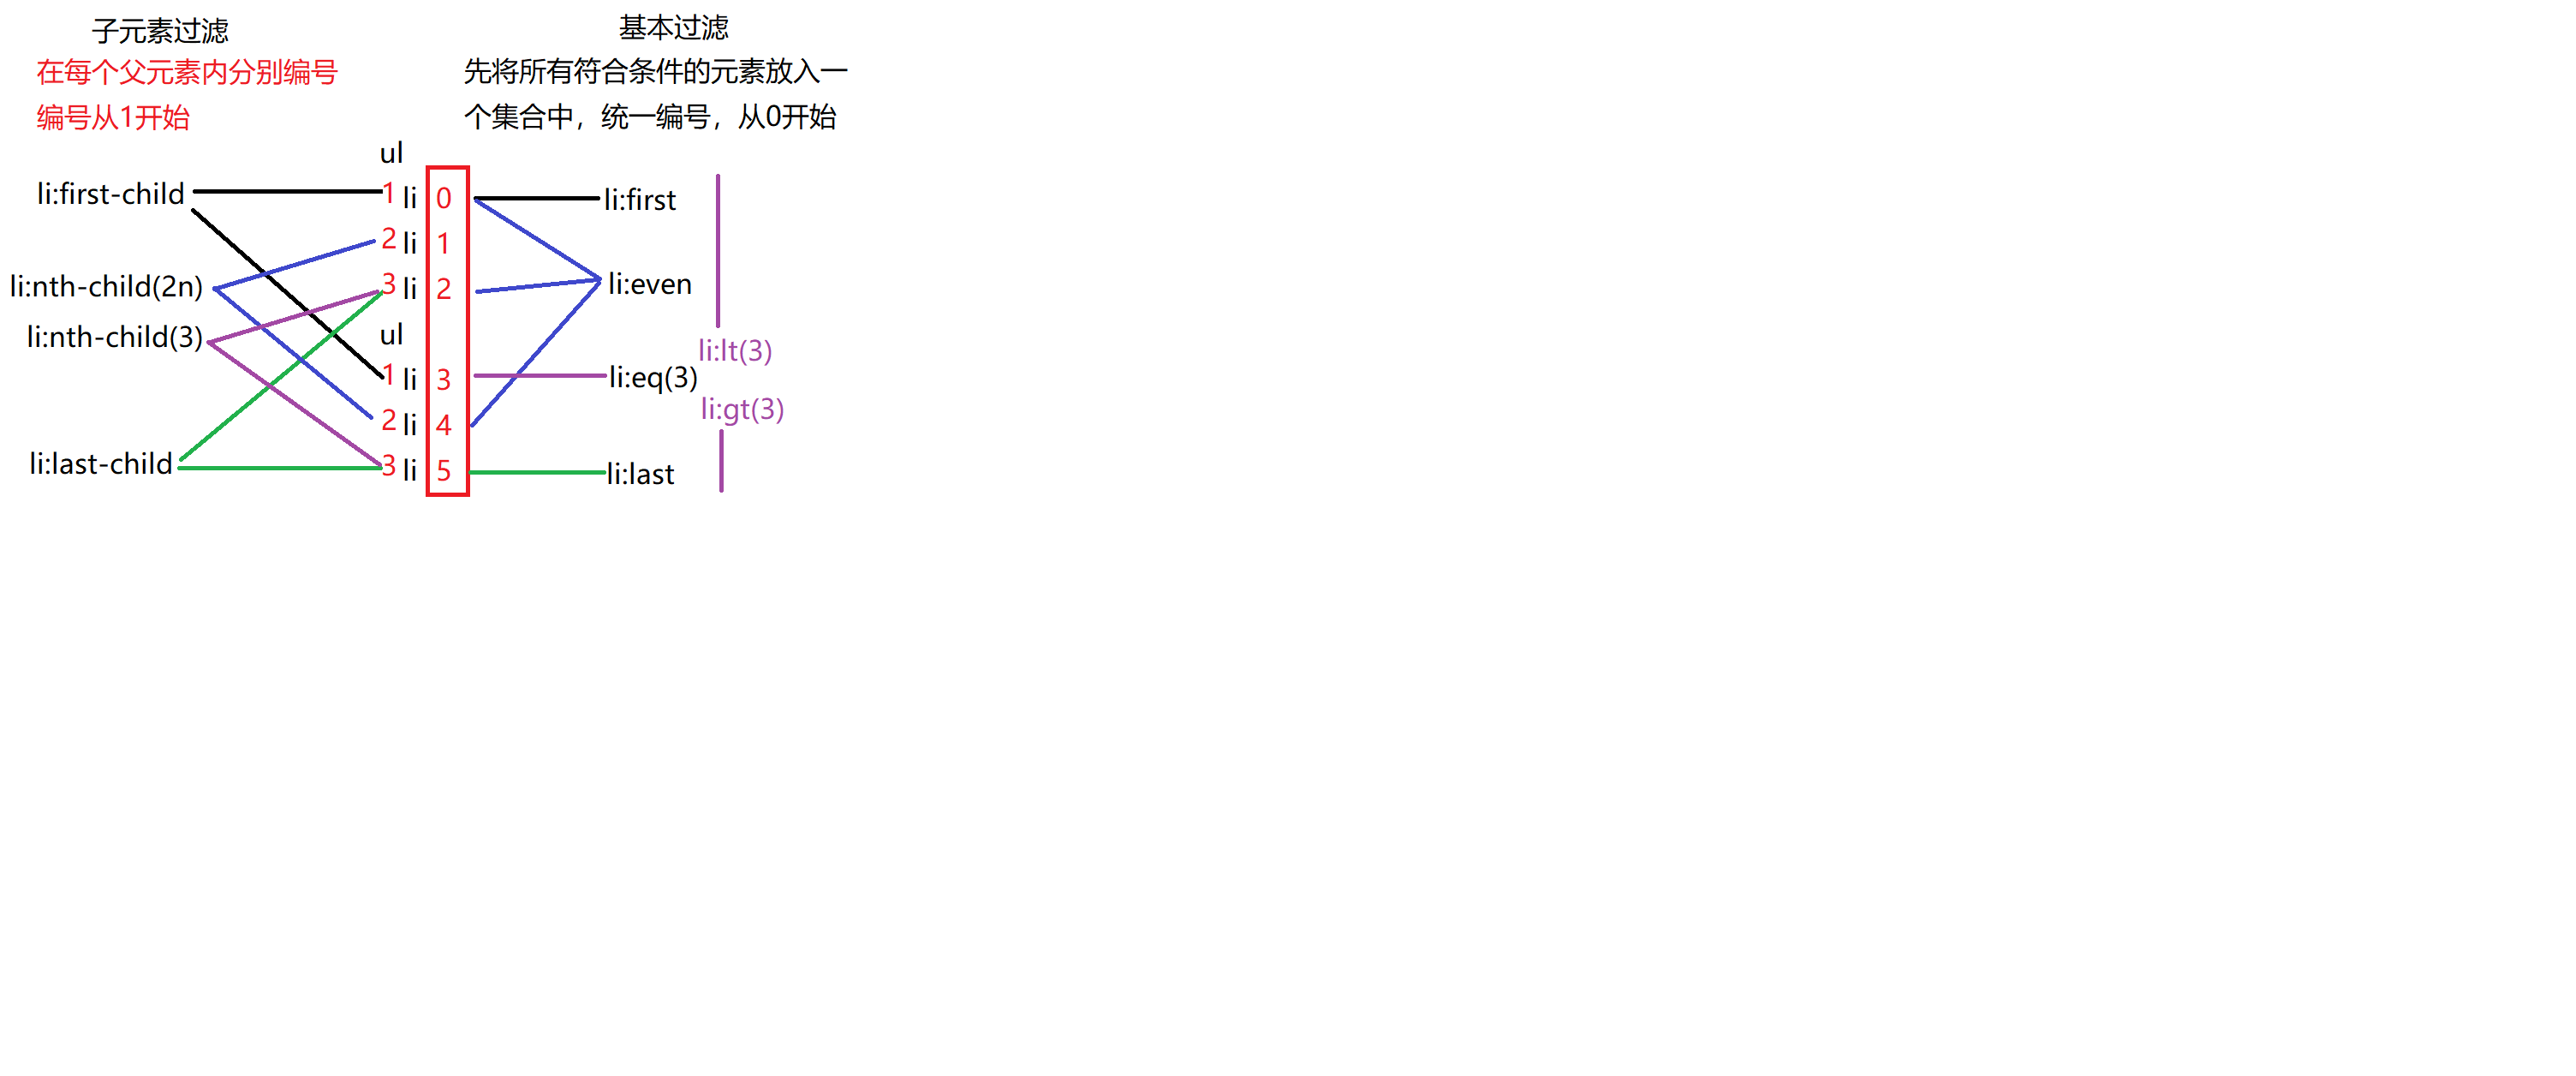 子元素过滤
在每个父元素内分别编号
编号从1开始
基本过滤
先将所有符合条件的元素放入一
个集合中，统一编号，从0开始
ul
li:first-child 1 li 0 li:first
2 li 1
li:nth-child(2n) 3 li 2 li:even
li:nth-child(3) ul
li:lt(3)
1 li 3 li:eq(3)
li:gt(3)
2 li 4
li:last-child 3 li 5 li:last